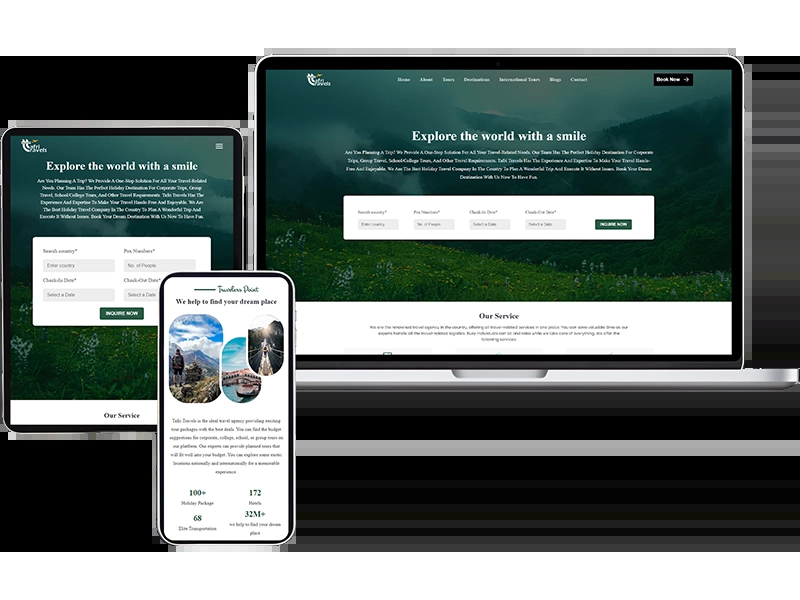 tafri
travels
Home About Tours Destinations International Tours Blogs Contact
Book Now
Explore the world with a smile
Are You Planning A Trip? We Provide A One-Stop Solution For All Your Travel-Related Needs. Our Team Has The Perfect Holiday Destination For Corporate
Trips, Group Travel, School/College Tours, And Other Travel Requirements. Tafri Travels Has The Experience And Expertise To Make Your Travel Hassle-
Free And Enjoyable. We Are The Best Holiday Travel Company In The Country To Plan A Wonderful Trip And Execute It Without Issues. Book Your Dream
Destination With Us Now To Have Fun.
Search country* Pax Numbers* Check-In Date* Check-Out Date*
Enter country No. of People Select a Date Select a Date INQUIRE NOW
Our Service
We are the renowned travel agency in the country, offering all travel-related services in one place. You can save valuable time as our
experts handle all the travel-related logistics. Busy individuals can sit and relax while we take care of everything. We offer the
following services:
tafri
travels
Explore the world with a smile
Are You Planning A Trip? We Provide A One-Stop Solution For All Your Travel-Related
Needs. Our Team Has The Perfect Holiday Destination For Corporate Trips, Group
Travel, School/College Tours, And Other Travel Requirements. Tafri Travels Has The
Experience And Expertise To Make Your Travel Hassle-Free And Enjoyable. We Are
The Best Holiday Travel Company In The Country To Plan A Wonderful Trip And
Execute It Without Issues. Book Your Dream Destination With Us Now To Have Fun.
Search country* Pax Numbers*
Enter country No. of People
Check-In Date* Check-Out Date*
Select a Date Select a Date
INQUIRE NOW
Our Service
Travelers Point
We help to find your dream place
Tafri Travels is the ideal travel agency providing exciting
tour packages with the best deals. You can find the budget
suggestions for corporate, college, school, or group tours on
our platform. Our experts can provide planned tours that
will fit well into your budget. You can explore some exotic
locations nationally and internationally for a memorable
experience.
100+ 172
Holiday Package Hotels
68 32M+
Elite Transportation we help to find your dream
place